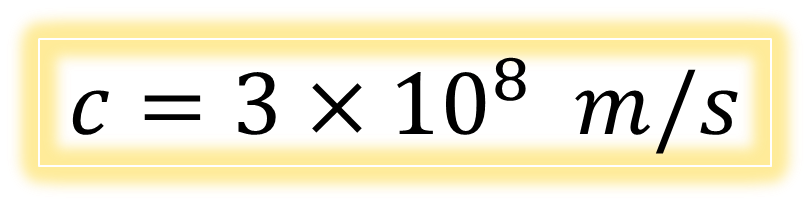 c = 3 × 10⁸ m/s